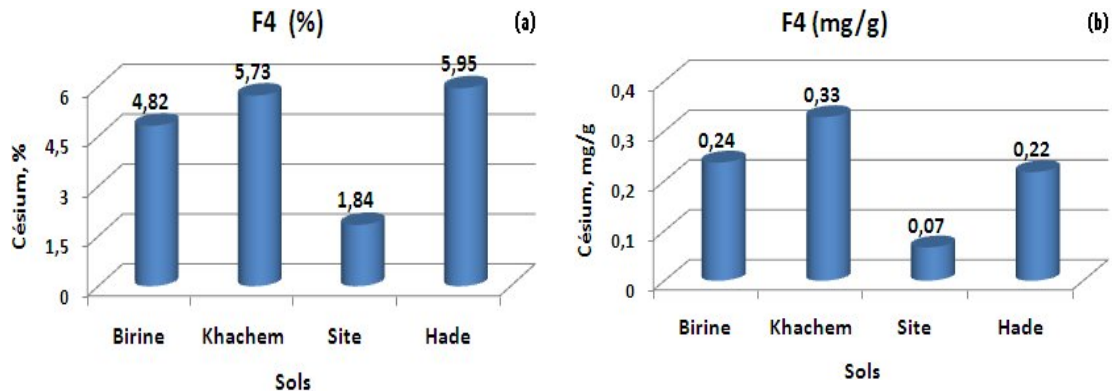 F4 (%)
(a)
Césium, %
6
4,5
3
1,5
0
4,82
5,73
1,84
5,95
Birine
Khachem
Site
Hade
Sols
F4 (mg/g)
(b)
Césium, mg/g
0,4
0,3
0,2
0,1
0
0,24
0,33
0,07
0,22
Birine
Khachem
Site
Hade
Sols